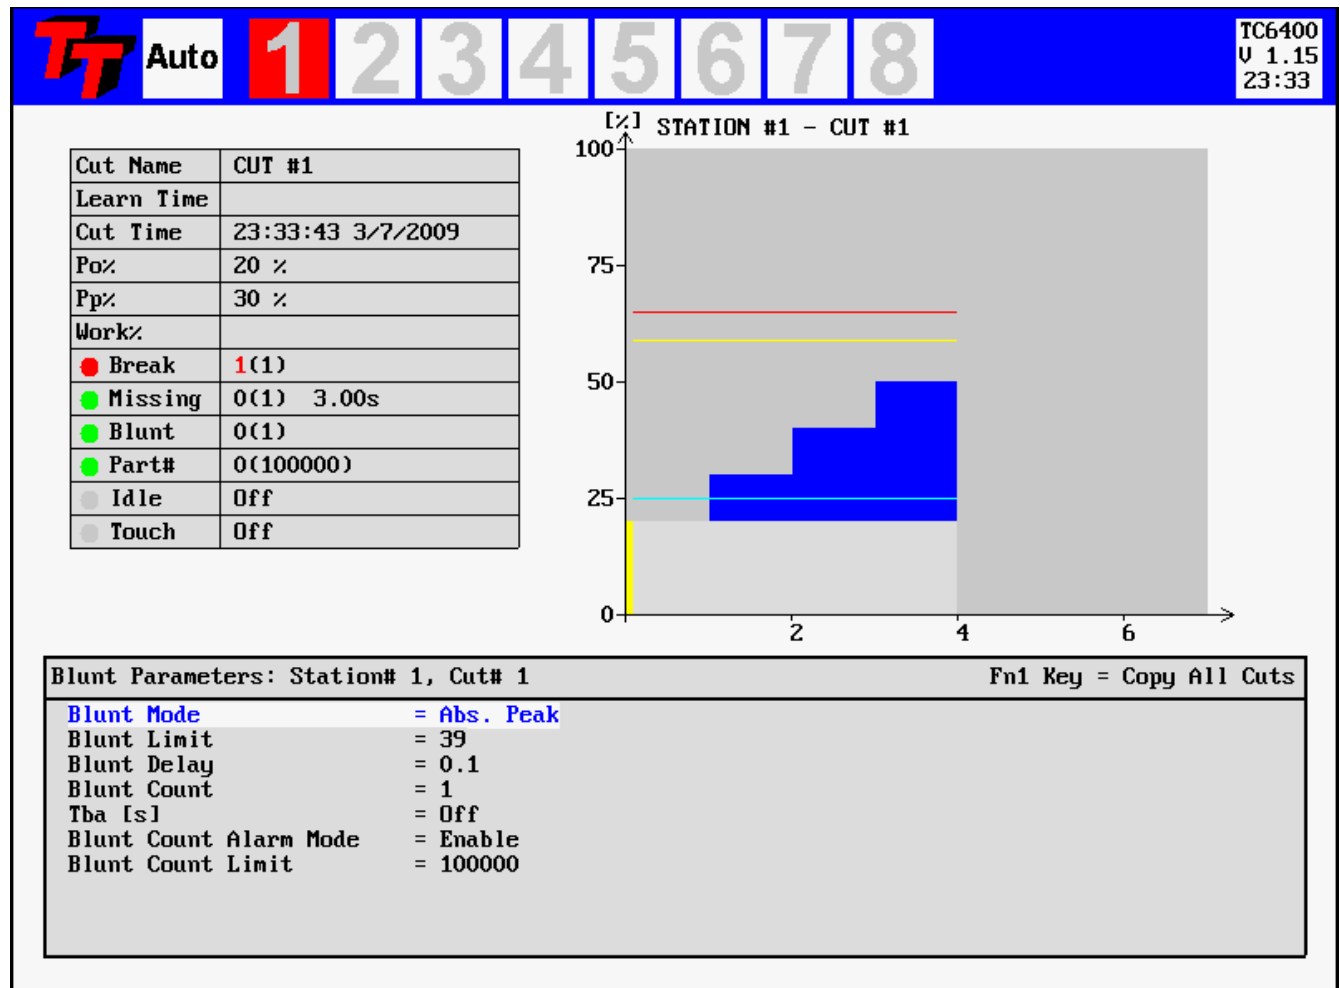 TT Auto 1 2 3 4 5 6 7 8
TC6400
V 1.15
23:33
Cut Name CUT #1
Learn Time
Cut Time 23:33:43 3/7/2009
Po% 20 %
Pp% 30 %
Work%
Break 1(1)
Missing 0(1) 3.00s
Blunt 0(1)
Part# 0(100000)
Idle Off
Touch Off
[%] STATION #1 - CUT #1
100
75
50
25
0
2 4 6
Blunt Parameters: Station# 1, Cut# 1 Fn1 Key = Copy All Cuts
Blunt Mode = Abs. Peak
Blunt Limit = 39
Blunt Delay = 0.1
Blunt Count = 1
Tba [s] = Off
Blunt Count Alarm Mode = Enable
Blunt Count Limit = 100000